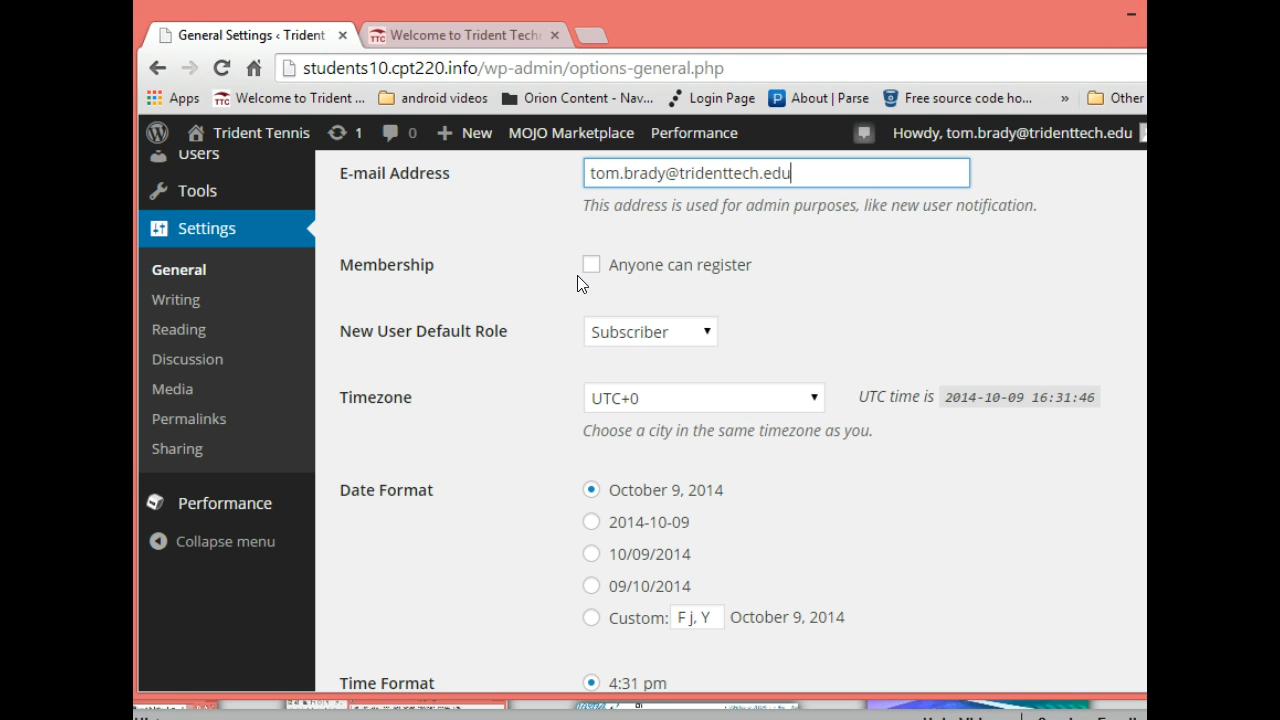 General Settings ‹ Trident
TTC Welcome to Trident Tech
students10.cpt220.info/wp-admin/options-general.php
Apps TTC Welcome to Trident ... android videos Orion Content - Nav... Login Page P About | Parse Free source code ho... » Other
Trident Tennis 1 0 New MOJO Marketplace Performance Howdy, tom.brady@tridenttech.edu
Users
Tools
Settings
General
Writing
Reading
Discussion
Media
Permalinks
Sharing
Performance
Collapse menu
E-mail Address tom.brady@tridenttech.edu
This address is used for admin purposes, like new user notification.
Membership Anyone can register
New User Default Role Subscriber
Timezone UTC+0 UTC time is 2014-10-09 16:31:46
Choose a city in the same timezone as you.
Date Format October 9, 2014
2014-10-09
10/09/2014
09/10/2014
Custom: F j, Y October 9, 2014
Time Format 4:31 pm